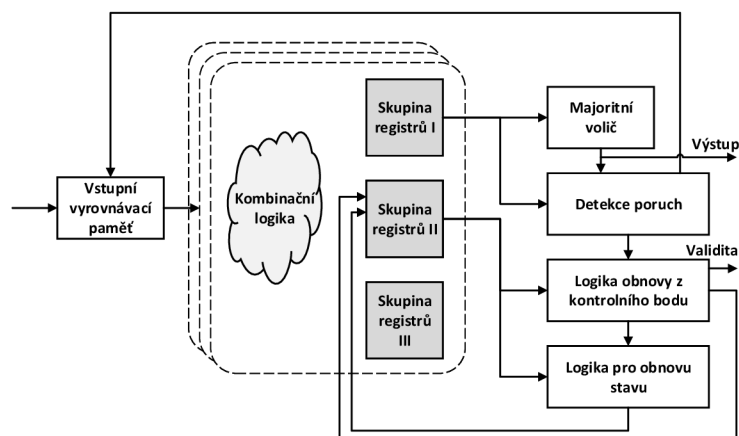 Vstupní
vyrovnávací
paměť
Kombinační
logika
Skupina
registrů I
Skupina
registrů II
Skupina
registrů
III
Majoritní
volič
Výstup
Detekce poruch
Validita
Logika obnovy z
kontrolního bodu
Logika pro obnovu
stavu